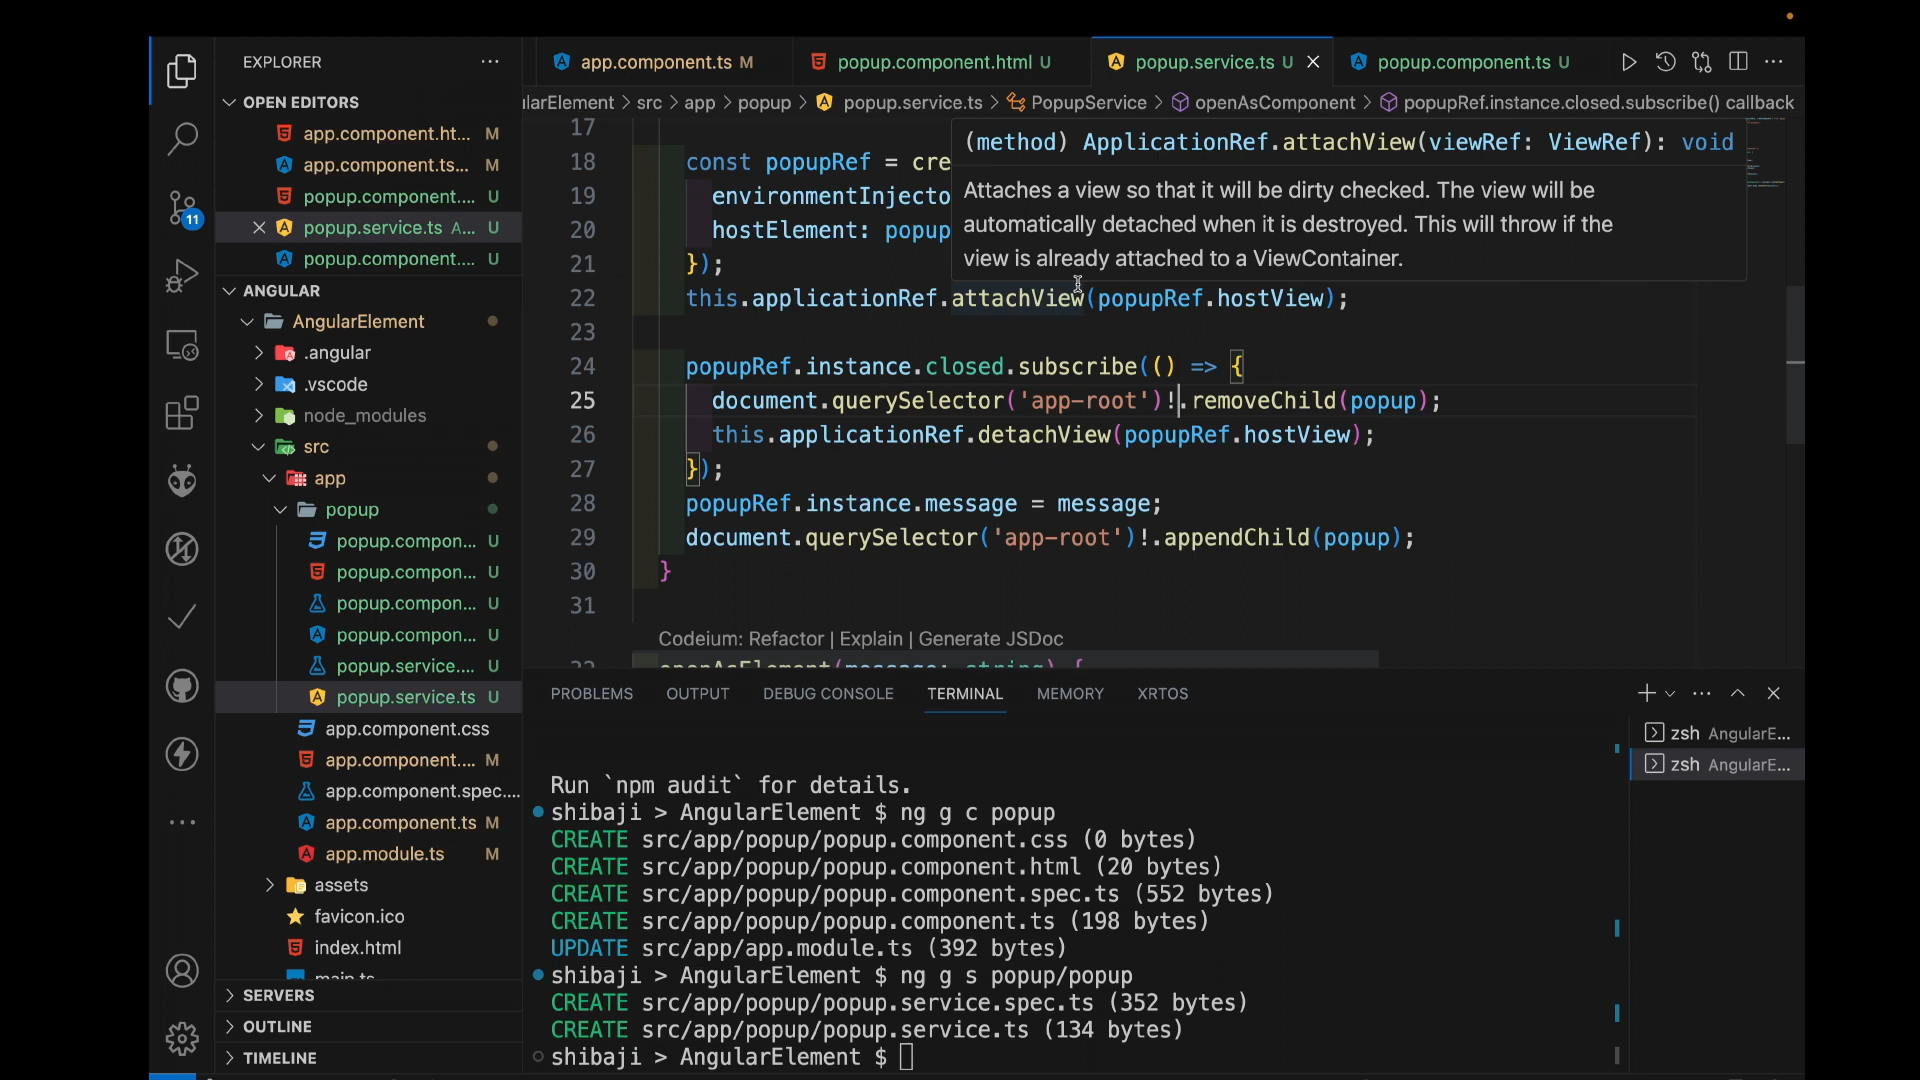 EXPLORER
OPEN EDITORS
app.component.ht... M
app.component.ts... M
popup.component.... U
popup.service.ts A... U
popup.component.... U
ANGULAR
AngularElement
.angular
.vscode
node_modules
src
app
popup
popup.compon... U
popup.compon... U
popup.compon... U
popup.compon... U
popup.service.... U
popup.service.ts U
app.component.css
app.component.... M
app.component.spec....
app.component.ts M
app.module.ts M
assets
favicon.ico
index.html
main.ts
SERVERS
OUTLINE
TIMELINE
11
app.component.ts M
popup.component.html U
popup.service.ts U
popup.component.ts U
ularElement > src > app > popup > popup.service.ts > PopupService > openAsComponent > popupRef.instance.closed.subscribe() callback
17
18 const popupRef = cre
19 environmentInjecto
20 hostElement: popup
21 });
22 this.applicationRef.attachView(popupRef.hostView);
23
24 popupRef.instance.closed.subscribe(() => {
25 document.querySelector('app-root')!.removeChild(popup);
26 this.applicationRef.detachView(popupRef.hostView);
27 });
28 popupRef.instance.message = message;
29 document.querySelector('app-root')!.appendChild(popup);
30 }
31
Codeium: Refactor | Explain | Generate JSDoc
32 openAsElement(message: string) {
(method) ApplicationRef.attachView(viewRef: ViewRef): void
Attaches a view so that it will be dirty checked. The view will be
automatically detached when it is destroyed. This will throw if the
view is already attached to a ViewContainer.
PROBLEMS OUTPUT DEBUG CONSOLE TERMINAL MEMORY XRTOS
zsh AngularE...
zsh AngularE...
Run `npm audit` for details.
shibaji > AngularElement $ ng g c popup
CREATE src/app/popup/popup.component.css (0 bytes)
CREATE src/app/popup/popup.component.html (20 bytes)
CREATE src/app/popup/popup.component.spec.ts (552 bytes)
CREATE src/app/popup/popup.component.ts (198 bytes)
UPDATE src/app/app.module.ts (392 bytes)
shibaji > AngularElement $ ng g s popup/popup
CREATE src/app/popup/popup.service.spec.ts (352 bytes)
CREATE src/app/popup/popup.service.ts (134 bytes)
shibaji > AngularElement $